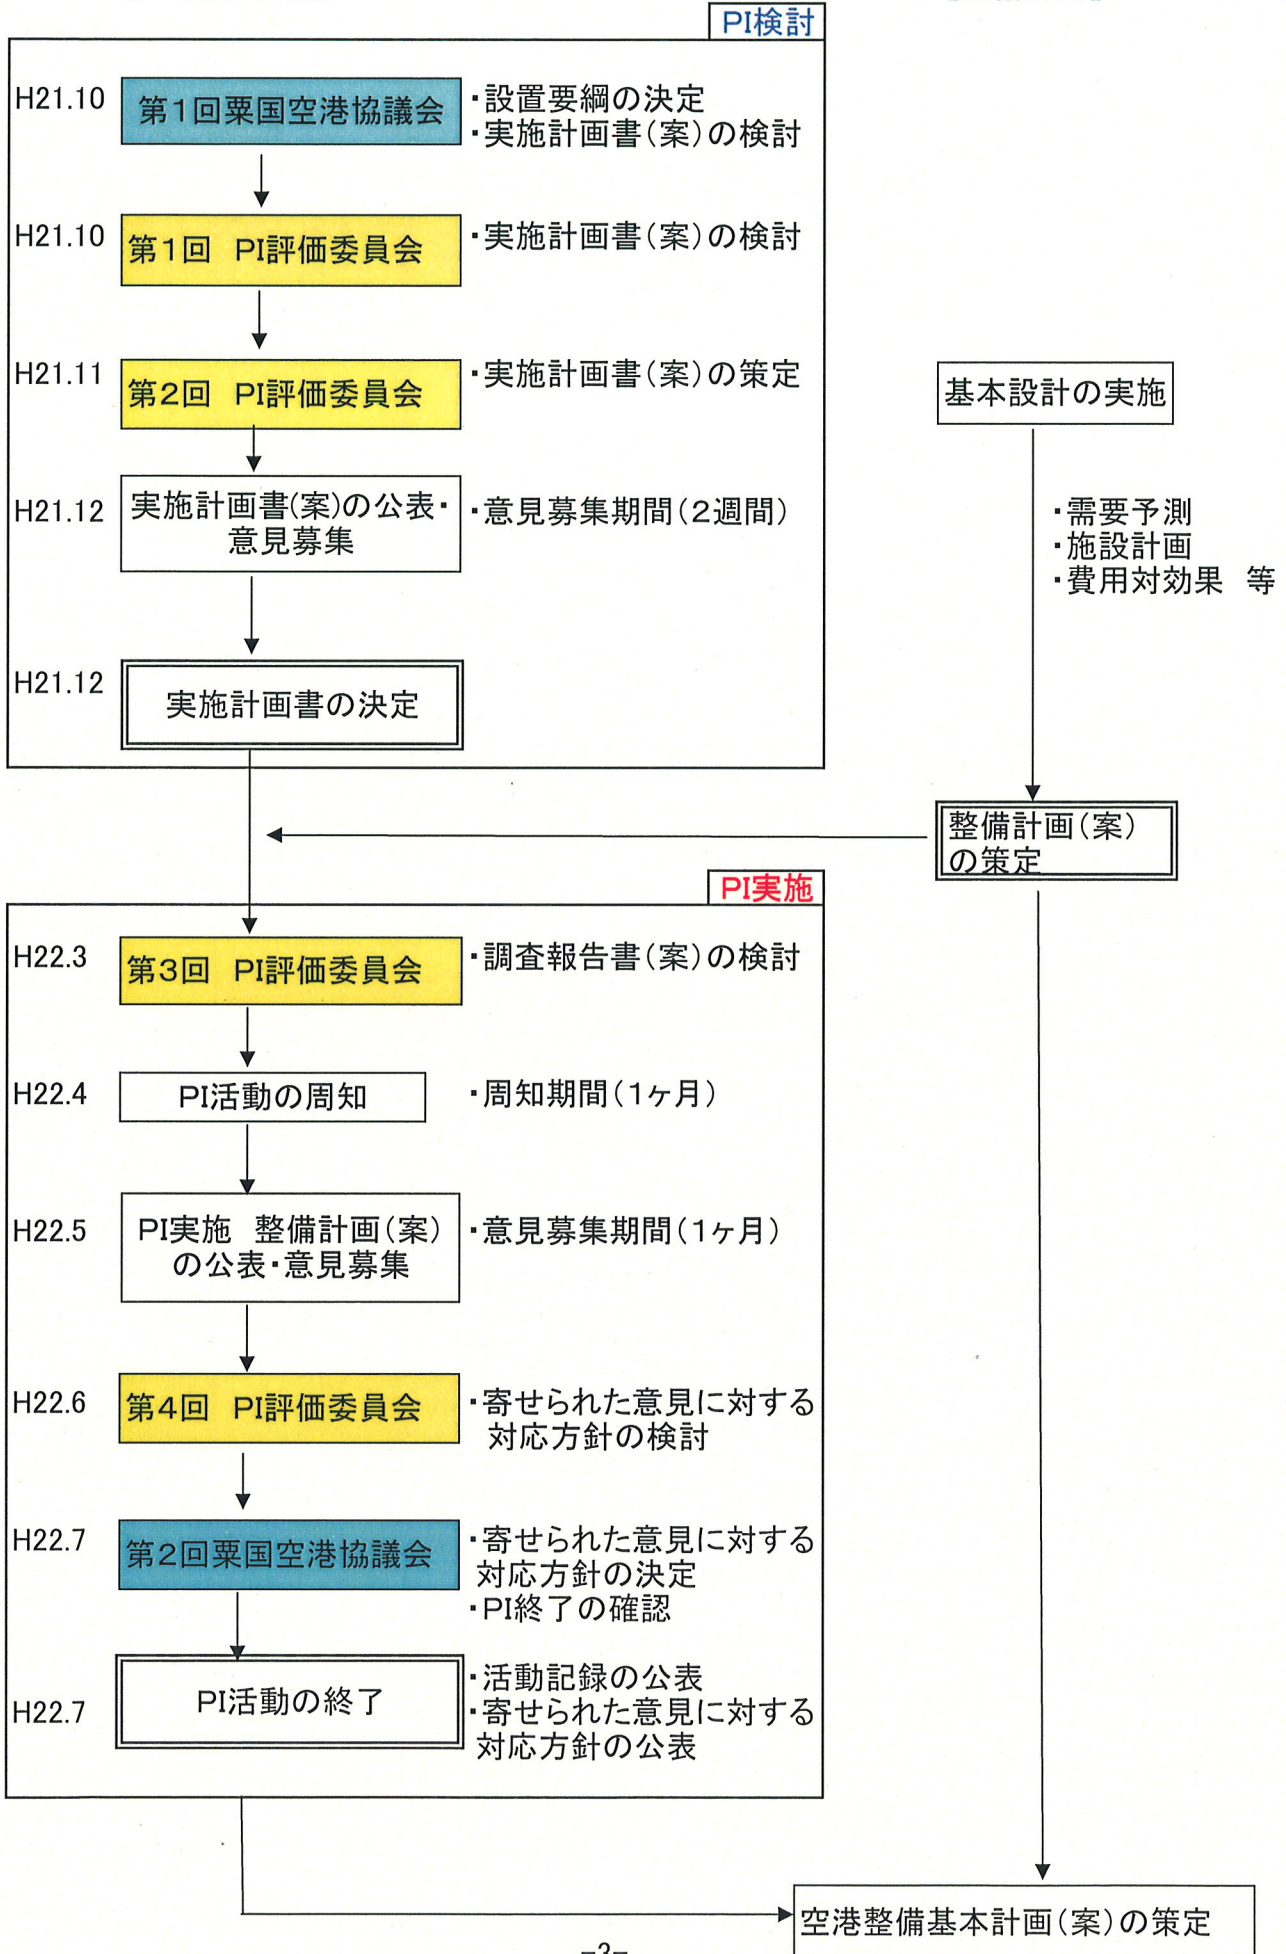 PI検討
H21.10
第1回粟国空港協議会
・設置要綱の決定
・実施計画書(案)の検討
H21.10
第1回　PI評価委員会
・実施計画書(案)の検討
H21.11
第2回　PI評価委員会
・実施計画書(案)の策定
H21.12
実施計画書(案)の公表・
意見募集
・意見募集期間(2週間)
H21.12
実施計画書の決定
基本設計の実施
・需要予測
・施設計画
・費用対効果　等
整備計画(案)
の策定
PI実施
H22.3
第3回　PI評価委員会
・調査報告書(案)の検討
H22.4
PI活動の周知
・周知期間(1ヶ月)
H22.5
PI実施　整備計画(案)
の公表・意見募集
・意見募集期間(1ヶ月)
H22.6
第4回　PI評価委員会
・寄せられた意見に対する
対応方針の検討
H22.7
第2回粟国空港協議会
・寄せられた意見に対する
対応方針の決定
・PI終了の確認
H22.7
PI活動の終了
・活動記録の公表
・寄せられた意見に対する
対応方針の公表
空港整備基本計画(案)の策定
-3-